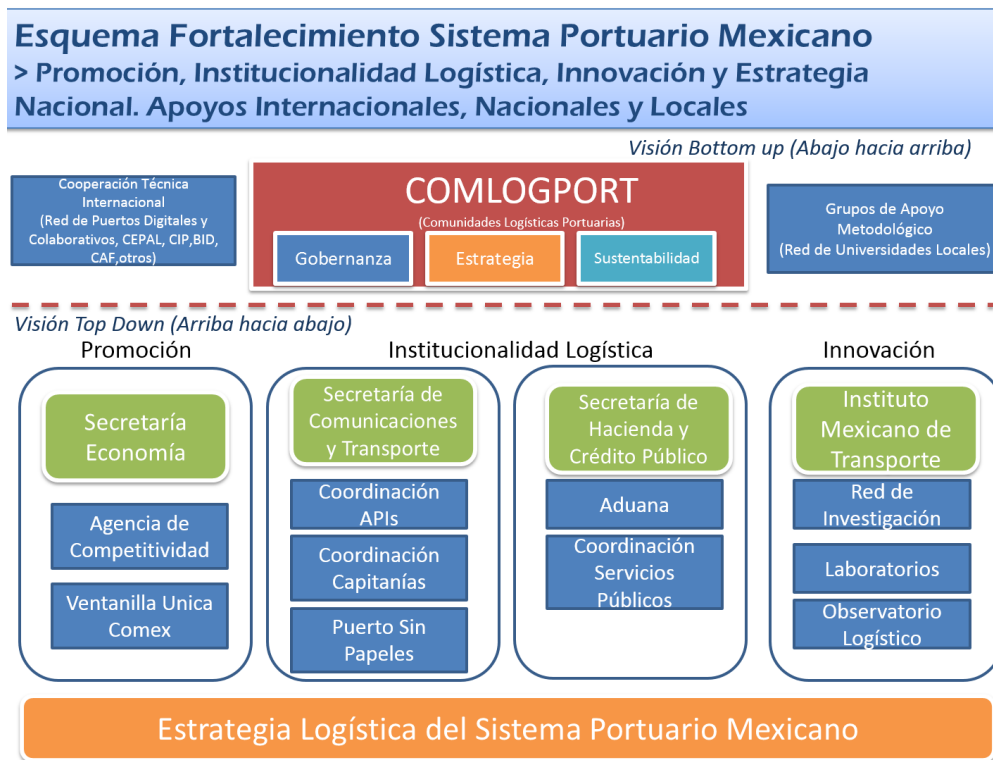 Esquema Fortalecimiento Sistema Portuario Mexicano
> Promoción, Institucionalidad Logística, Innovación y Estrategia
Nacional. Apoyos Internacionales, Nacionales y Locales
Visión Bottom up (Abajo hacia arriba)
Cooperación Técnica
Internacional
(Red de Puertos Digitales y
Colaborativos, CEPAL, CIP,BID,
CAF,otros)
COMLOGPORT
(Comunidades Logísticas Portuarias)
Gobernanza
Estrategia
Sustentabilidad
Grupos de Apoyo
Metodológico
(Red de Universidades Locales)
Visión Top Down (Arriba hacia abajo)
Promoción
Secretaría
Economía
Agencia de
Competitividad
Ventanilla Unica
Comex
Institucionalidad Logística
Secretaría de
Comunicaciones
y Transporte
Coordinación
APIs
Coordinación
Capitanías
Puerto Sin
Papeles
Secretaría de
Hacienda y
Crédito Público
Aduana
Coordinación
Servicios
Públicos
Innovación
Instituto
Mexicano de
Transporte
Red de
Investigación
Laboratorios
Observatorio
Logístico
Estrategia Logística del Sistema Portuario Mexicano